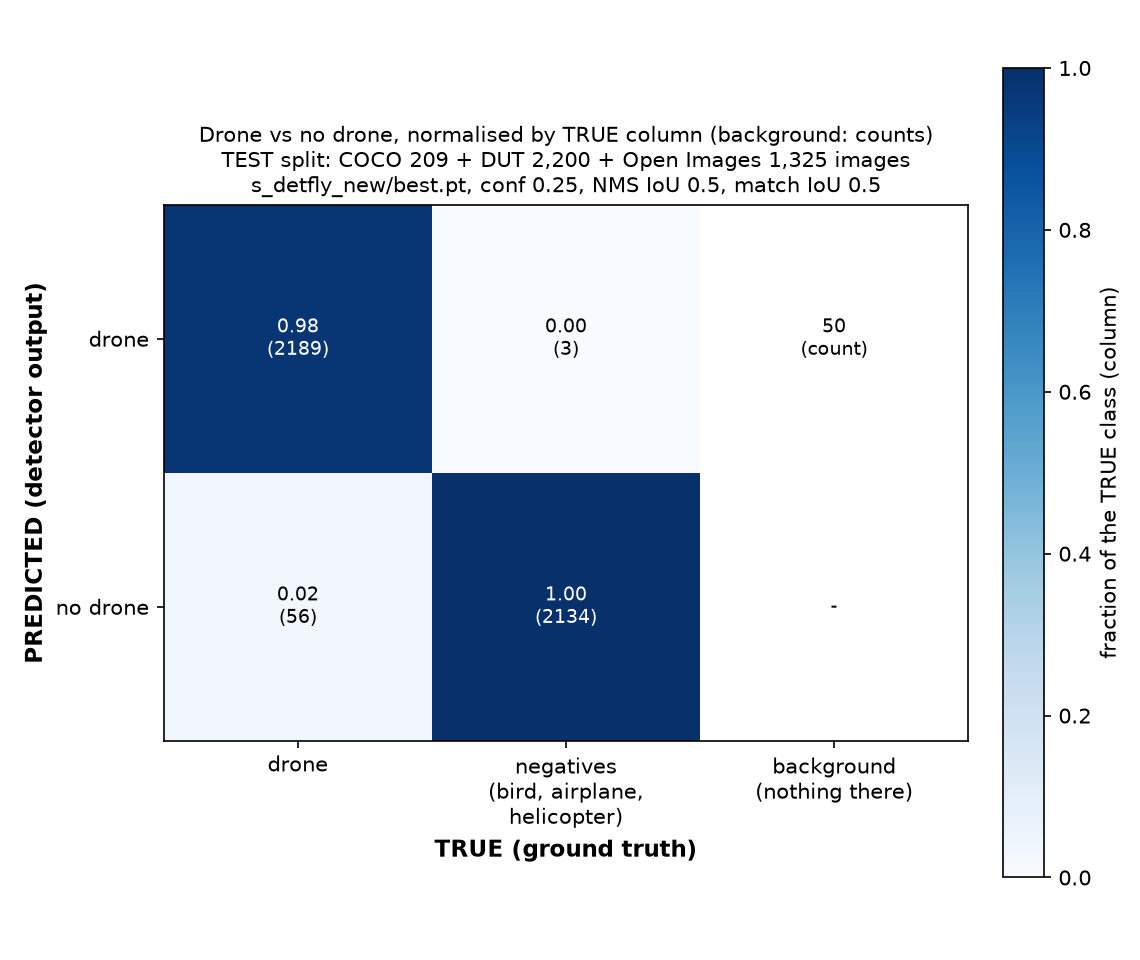 Drone vs no drone, normalised by TRUE column (background: counts)
TEST split: COCO 209 + DUT 2,200 + Open Images 1,325 images
s_detfly_new/best.pt, conf 0.25, NMS IoU 0.5, match IoU 0.5
PREDICTED (detector output)
drone
no drone
0.98
(2189)
0.00
(3)
50
(count)
0.02
(56)
1.00
(2134)
-
drone
negatives
(bird, airplane,
helicopter)
background
(nothing there)
TRUE (ground truth)
1.0
0.8
0.6
0.4
0.2
0.0
fraction of the TRUE class (column)